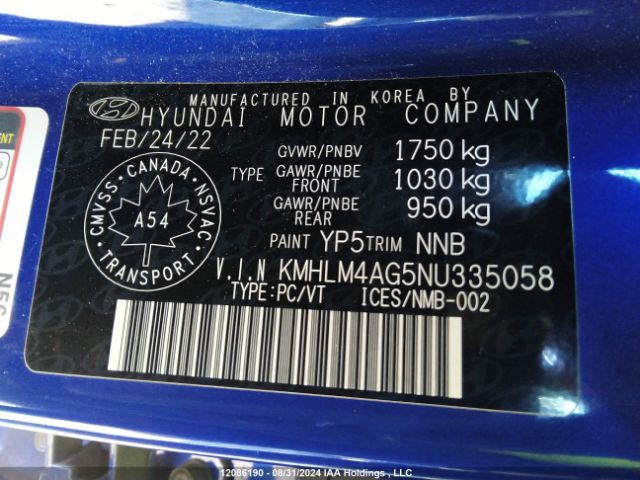 MANUFACTURED IN KOREA BY
HYUNDAI MOTOR COMPANY
FEB/24/22
GVWR/PNBV 1750 kg
TYPE GAWR/PNBE FRONT 1030 kg
GAWR/PNBE REAR 950 kg
CANADA
CMVSS NSVAC
A54
TRANSPORT
PAINT YP5 TRIM NNB
V.I.N KMHLM4AG5NU335058
TYPE:PC/VT ICES/NMB-002
12086190 - 08/31/2024 IAA Holdings , LLC